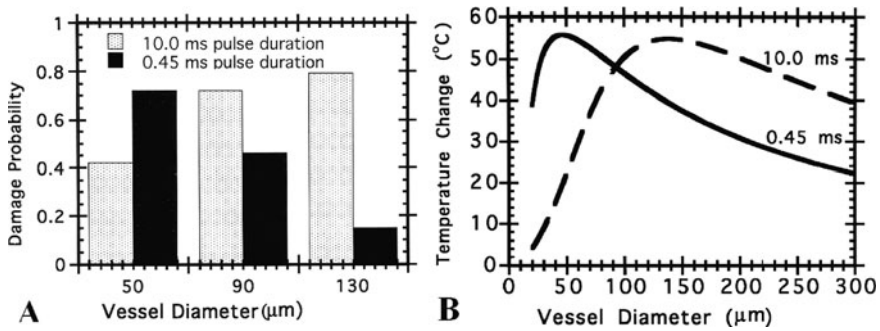 Damage Probability
1
0.8
0.6
0.4
0.2
0
10.0 ms pulse duration
0.45 ms pulse duration
50
90
130
Vessel Diameter(μm)
A
Temperature Change (°C)
60
50
40
30
20
10
0
10.0 ms
0.45 ms
0
50
100
150
200
250
300
Vessel Diameter (μm)
B